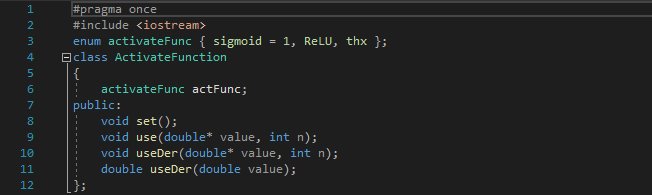 1 #pragma once
2 #include <iostream>
3 enum activateFunc { sigmoid = 1, ReLU, thx };
4 class ActivateFunction
5 {
6 activateFunc actFunc;
7 public:
8 void set();
9 void use(double* value, int n);
10 void useDer(double* value, int n);
11 double useDer(double value);
12 };